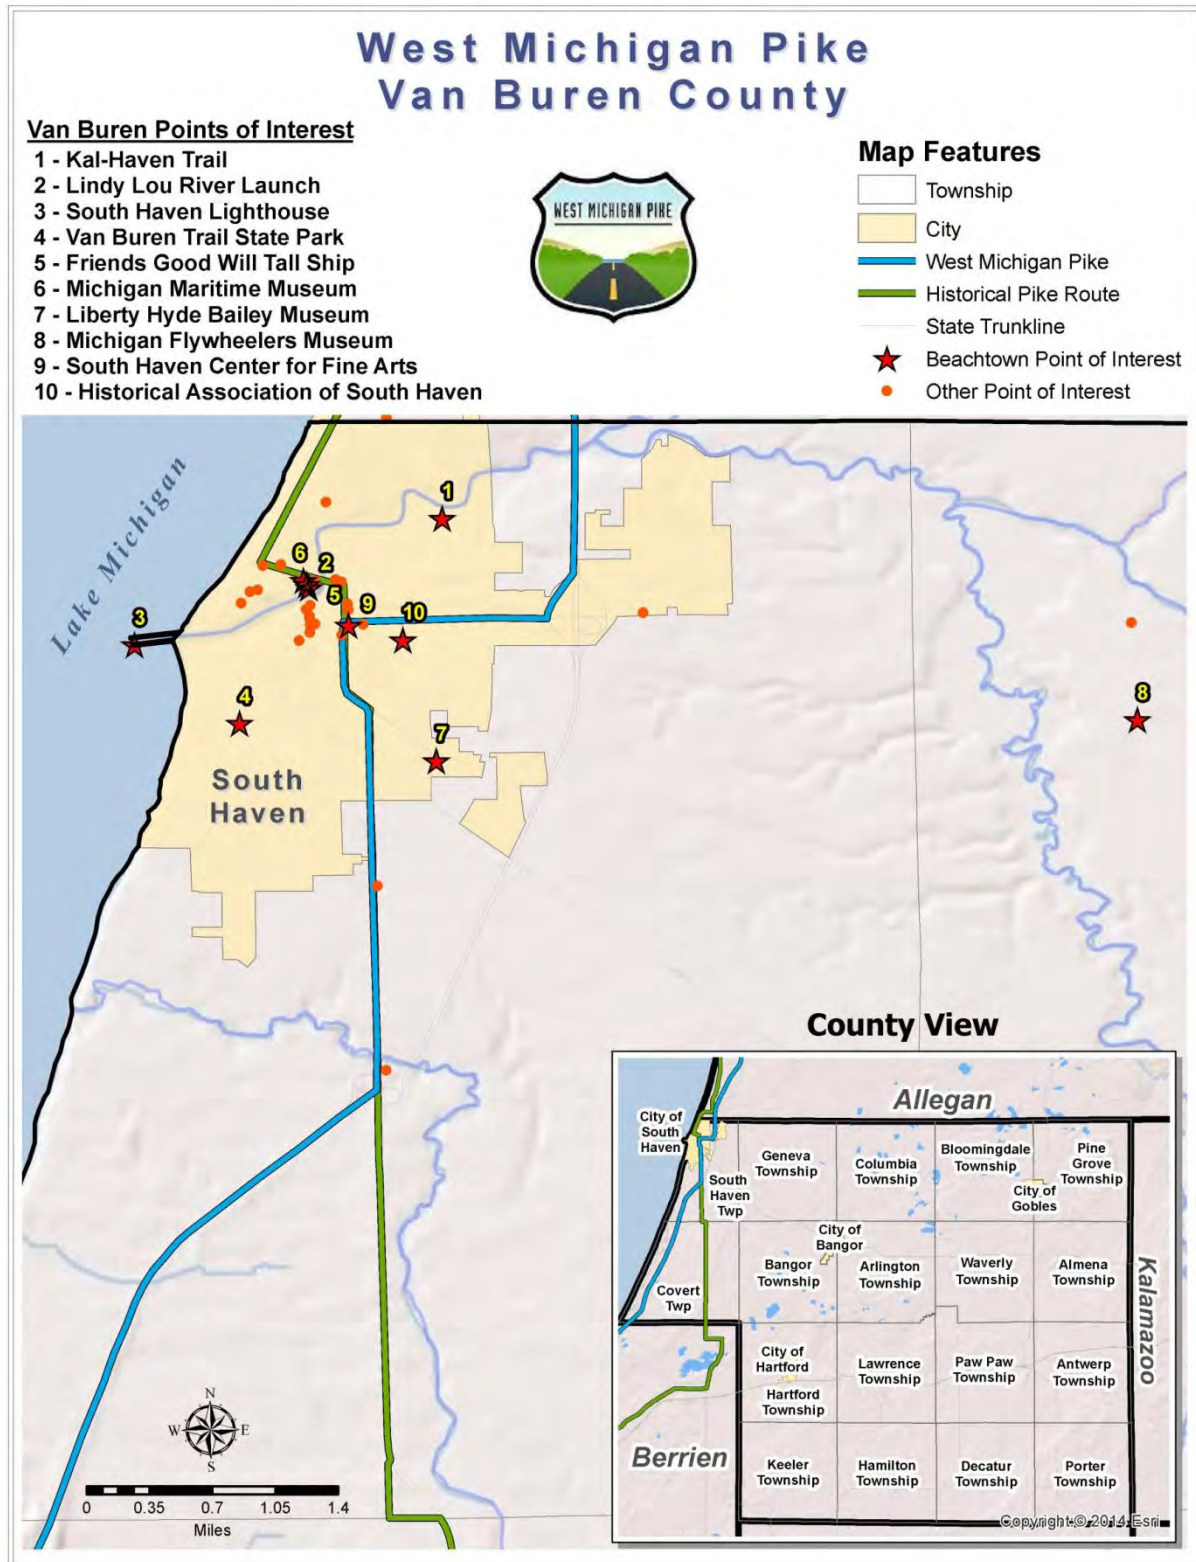 West Michigan Pike
Van Buren County
Van Buren Points of Interest
1 - Kal-Haven Trail
2 - Lindy Lou River Launch
3 - South Haven Lighthouse
4 - Van Buren Trail State Park
5 - Friends Good Will Tall Ship
6 - Michigan Maritime Museum
7 - Liberty Hyde Bailey Museum
8 - Michigan Flywheelers Museum
9 - South Haven Center for Fine Arts
10 - Historical Association of South Haven
WEST MICHIGAN PIKE
Map Features
Township
City
West Michigan Pike
Historical Pike Route
State Trunkline
Beachtown Point of Interest
Other Point of Interest
Lake Michigan
1
6
2
5
9
10
3
4
7
8
South
Haven
County View
Allegan
City of
South
Haven
Geneva
Township
Columbia
Township
Bloomingdale
Township
Pine
Grove
Township
South
Haven
Twp
City of
Gobles
City of
Bangor
Bangor
Township
Arlington
Township
Waverly
Township
Almena
Township
Covert
Twp
Kalamazoo
City of
Hartford
Hartford
Township
Lawrence
Township
Paw Paw
Township
Antwerp
Township
Berrien
Keeler
Township
Hamilton
Township
Decatur
Township
Porter
Township
Copyright:© 2014 Esri
N
W
E
S
0 0.35 0.7 1.05 1.4
Miles